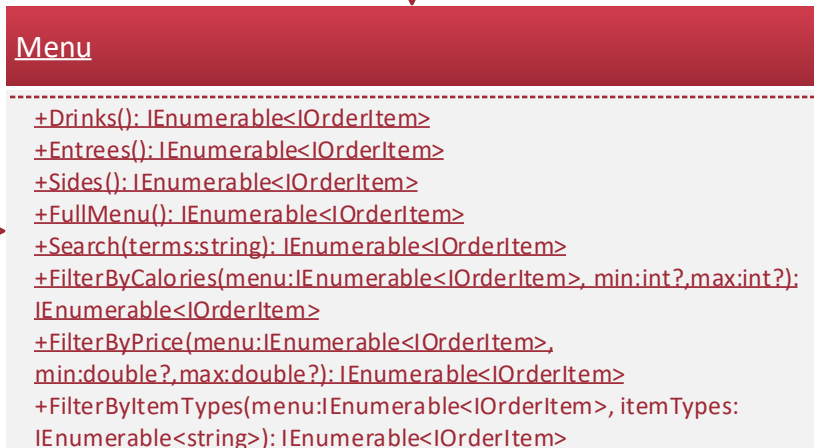 Menu
+Drinks(): IEnumerable<IOrderItem>
+Entrees(): IEnumerable<IOrderItem>
+Sides(): IEnumerable<IOrderItem>
+FullMenu(): IEnumerable<IOrderItem>
+Search(terms:string): IEnumerable<IOrderItem>
+FilterByCalories(menu:IEnumerable<IOrderItem>, min:int?,max:int?):
IEnumerable<IOrderItem>
+FilterByPrice(menu:IEnumerable<IOrderItem>,
min:double?,max:double?): IEnumerable<IOrderItem>
+FilterByItemTypes(menu:IEnumerable<IOrderItem>, itemTypes:
IEnumerable<string>): IEnumerable<IOrderItem>